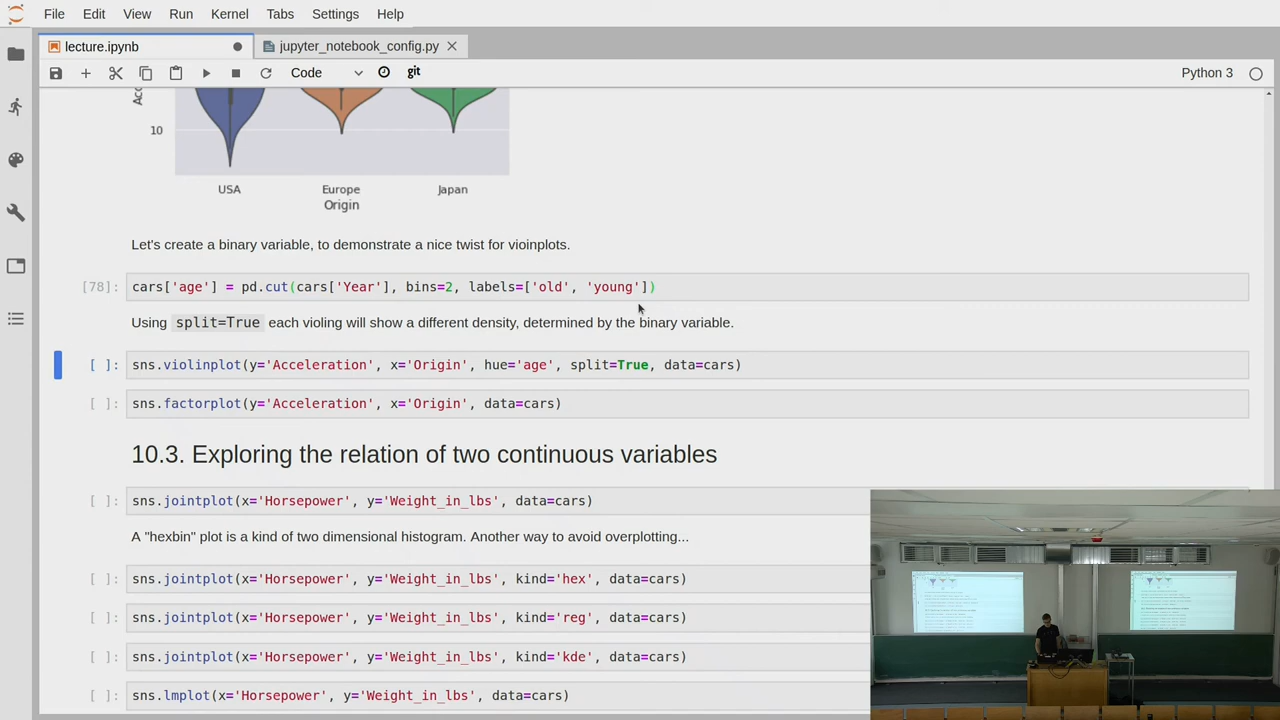 File Edit View Run Kernel Tabs Settings Help
lecture.ipynb
jupyter_notebook_config.py
Code
git
Python 3
10
USA Europe Japan
Origin
Let's create a binary variable, to demonstrate a nice twist for vioinplots.
[78]: cars['age'] = pd.cut(cars['Year'], bins=2, labels=['old', 'young'])
Using split=True each violing will show a different density, determined by the binary variable.
[ ]: sns.violinplot(y='Acceleration', x='Origin', hue='age', split=True, data=cars)
[ ]: sns.factorplot(y='Acceleration', x='Origin', data=cars)
10.3. Exploring the relation of two continuous variables
[ ]: sns.jointplot(x='Horsepower', y='Weight_in_lbs', data=cars)
A "hexbin" plot is a kind of two dimensional histogram. Another way to avoid overplotting...
[ ]: sns.jointplot(x='Horsepower', y='Weight_in_lbs', kind='hex', data=cars)
[ ]: sns.jointplot(x='Horsepower', y='Weight_in_lbs', kind='reg', data=cars)
[ ]: sns.jointplot(x='Horsepower', y='Weight_in_lbs', kind='kde', data=cars)
[ ]: sns.lmplot(x='Horsepower', y='Weight_in_lbs', data=cars)